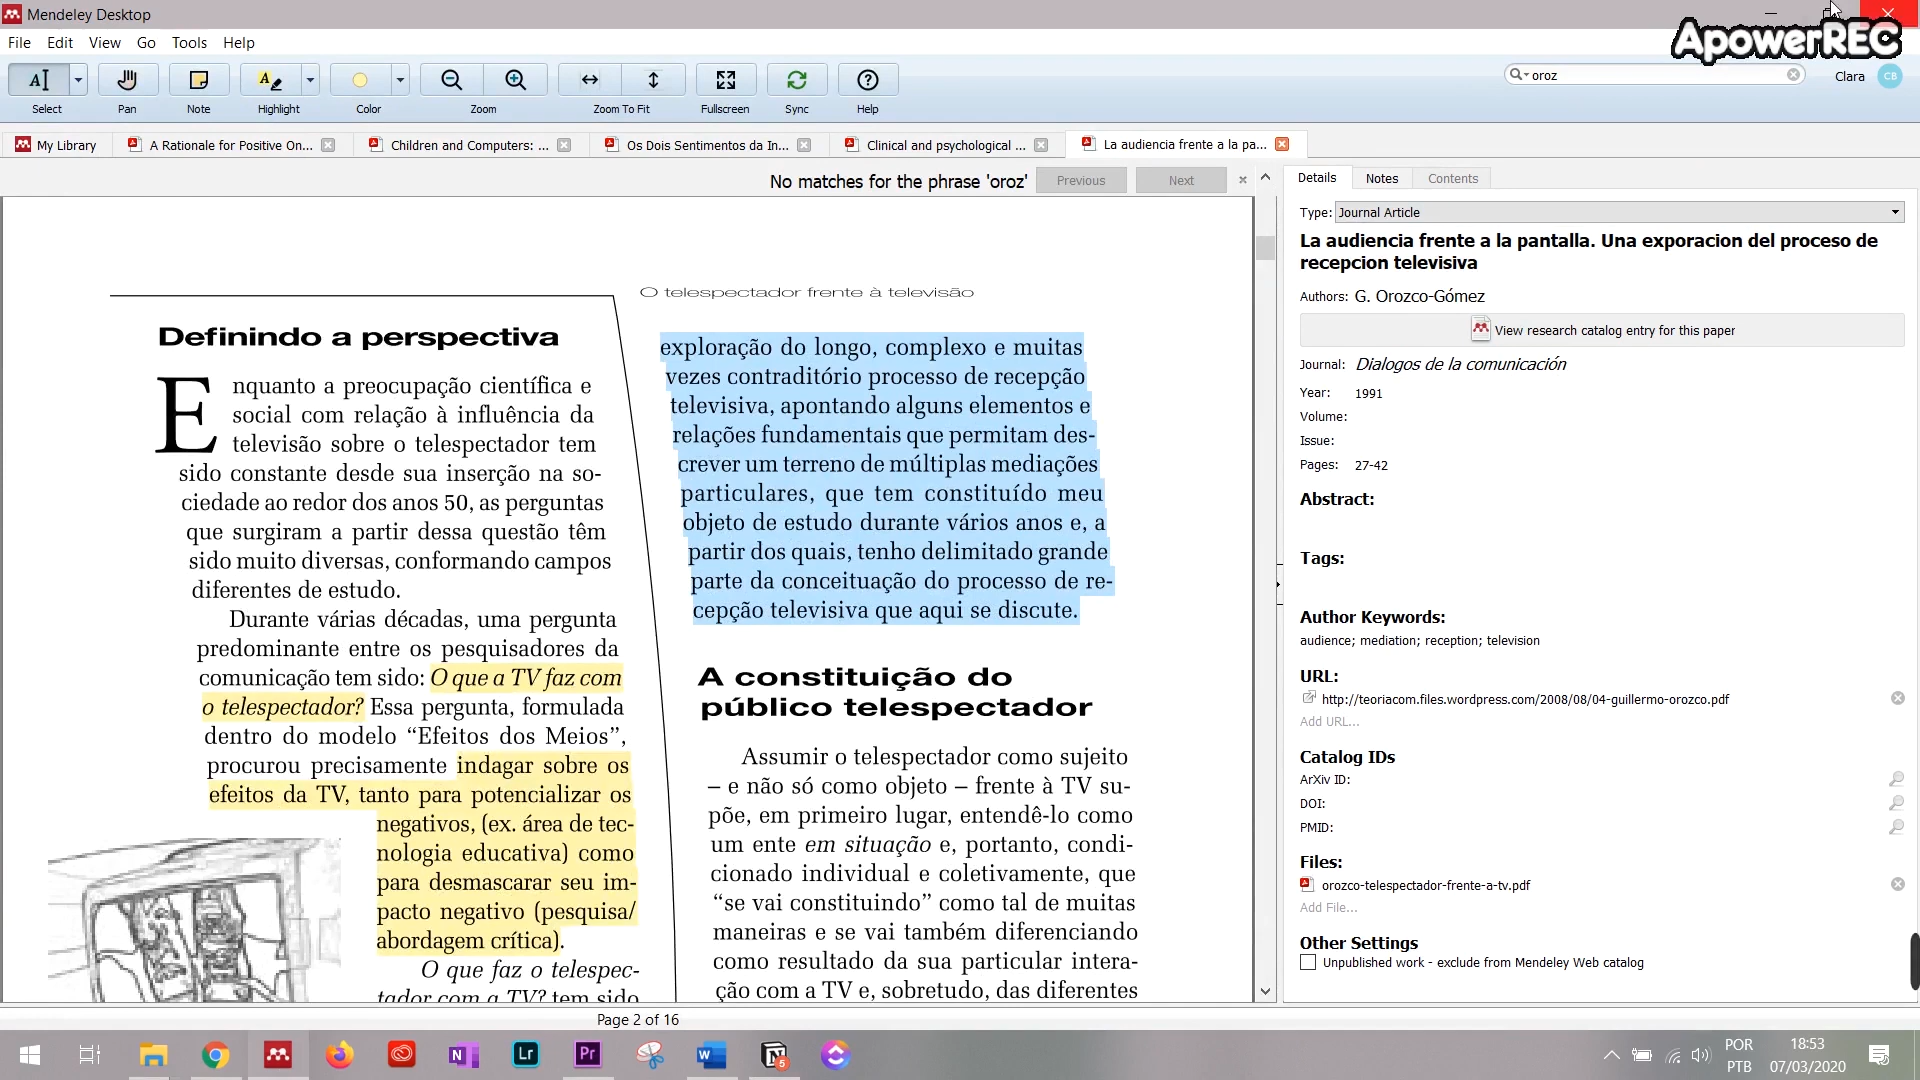 Mendeley Desktop
ApowerREC
File Edit View Go Tools Help
oroz
Clara CB
Select Pan Note Highlight Color Zoom Zoom To Fit Fullscreen Sync Help
My Library A Rationale for Positive On... Children and Computers: ... Os Dois Sentimentos da In... Clinical and psychological ... La audiencia frente a la pa...
No matches for the phrase 'oroz' Previous Next
O telespectador frente à televisão
Definindo a perspectiva
Enquanto a preocupação científica e
social com relação à influência da
televisão sobre o telespectador tem
sido constante desde sua inserção na so-
ciedade ao redor dos anos 50, as perguntas
que surgiram a partir dessa questão têm
sido muito diversas, conformando campos
diferentes de estudo.
Durante várias décadas, uma pergunta
predominante entre os pesquisadores da
comunicação tem sido: O que a TV faz com
o telespectador? Essa pergunta, formulada
dentro do modelo “Efeitos dos Meios”,
procurou precisamente indagar sobre os
efeitos da TV, tanto para potencializar os
negativos, (ex. área de tec-
nologia educativa) como
para desmascarar seu im-
pacto negativo (pesquisa/
abordagem crítica).
O que faz o telespec-
tador com a TV? tem sido
exploração do longo, complexo e muitas
vezes contraditório processo de recepção
televisiva, apontando alguns elementos e
relações fundamentais que permitam des-
crever um terreno de múltiplas mediações
particulares, que tem constituído meu
objeto de estudo durante vários anos e, a
partir dos quais, tenho delimitado grande
parte da conceituação do processo de re-
cepção televisiva que aqui se discute.
A constituição do
público telespectador
Assumir o telespectador como sujeito
– e não só como objeto – frente à TV su-
põe, em primeiro lugar, entendê-lo como
um ente em situação e, portanto, condi-
cionado individual e coletivamente, que
“se vai constituindo” como tal de muitas
maneiras e se vai também diferenciando
como resultado da sua particular intera-
ção com a TV e, sobretudo, das diferentes
Details Notes Contents
Type: Journal Article
La audiencia frente a la pantalla. Una exporacion del proceso de
recepcion televisiva
Authors: G. Orozco-Gómez
View research catalog entry for this paper
Journal: Dialogos de la comunicación
Year: 1991
Volume:
Issue:
Pages: 27-42
Abstract:
Tags:
Author Keywords:
audience; mediation; reception; television
URL:
http://teoriacom.files.wordpress.com/2008/08/04-guillermo-orozco.pdf
Add URL...
Catalog IDs
ArXiv ID:
DOI:
PMID:
Files:
orozco-telespectador-frente-a-tv.pdf
Add File...
Other Settings
Unpublished work - exclude from Mendeley Web catalog
Page 2 of 16
Lr Pr 5
POR
PTB
18:53
07/03/2020